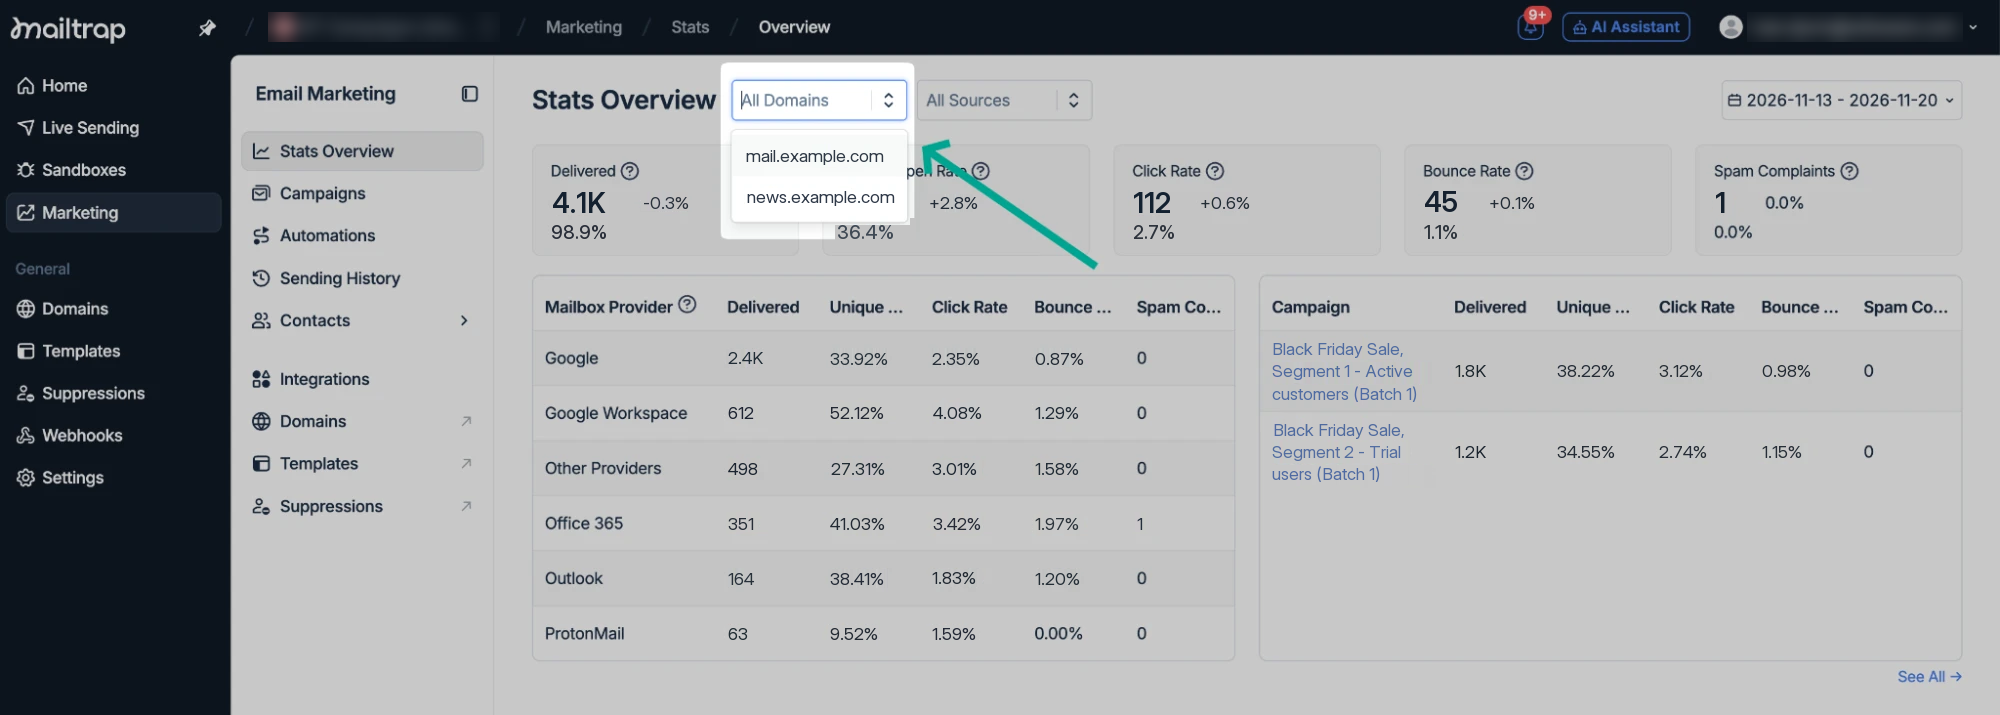 mailtrap
/ / Marketing / Stats / Overview
9+
AI Assistant
Home
Live Sending
Sandboxes
Marketing
General
Domains
Templates
Suppressions
Webhooks
Settings
Email Marketing
Stats Overview
Campaigns
Automations
Sending History
Contacts
Integrations
Domains
Templates
Suppressions
Stats Overview
All Domains
All Sources
2026-11-13 - 2026-11-20
mail.example.com
news.example.com
Delivered
4.1K -0.3%
98.9%
pen Rate
+2.8%
36.4%
Click Rate
112 +0.6%
2.7%
Bounce Rate
45 +0.1%
1.1%
Spam Complaints
1 0.0%
0.0%
Mailbox Provider Delivered Unique ... Click Rate Bounce ... Spam Co...
Google 2.4K 33.92% 2.35% 0.87% 0
Google Workspace 612 52.12% 4.08% 1.29% 0
Other Providers 498 27.31% 3.01% 1.58% 0
Office 365 351 41.03% 3.42% 1.97% 1
Outlook 164 38.41% 1.83% 1.20% 0
ProtonMail 63 9.52% 1.59% 0.00% 0
Campaign Delivered Unique ... Click Rate Bounce ... Spam Co...
Black Friday Sale,
Segment 1 - Active 1.8K 38.22% 3.12% 0.98% 0
customers (Batch 1)
Black Friday Sale,
Segment 2 - Trial 1.2K 34.55% 2.74% 1.15% 0
users (Batch 1)
See All →